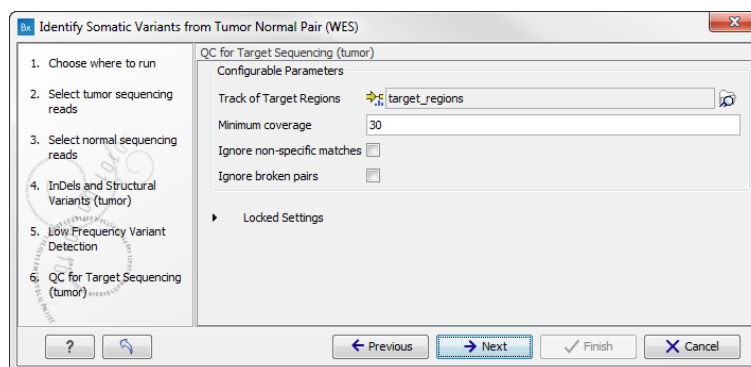 Bx Identify Somatic Variants from Tumor Normal Pair (WES)
1. Choose where to run
2. Select tumor sequencing
reads
3. Select normal sequencing
reads
4. InDels and Structural
Variants (tumor)
5. Low Frequency Variant
Detection
6. QC for Target Sequencing
(tumor)
QC for Target Sequencing (tumor)
Configurable Parameters
Track of Target Regions target_regions
Minimum coverage 30
Ignore non-specific matches
Ignore broken pairs
Locked Settings
? Previous Next Finish Cancel